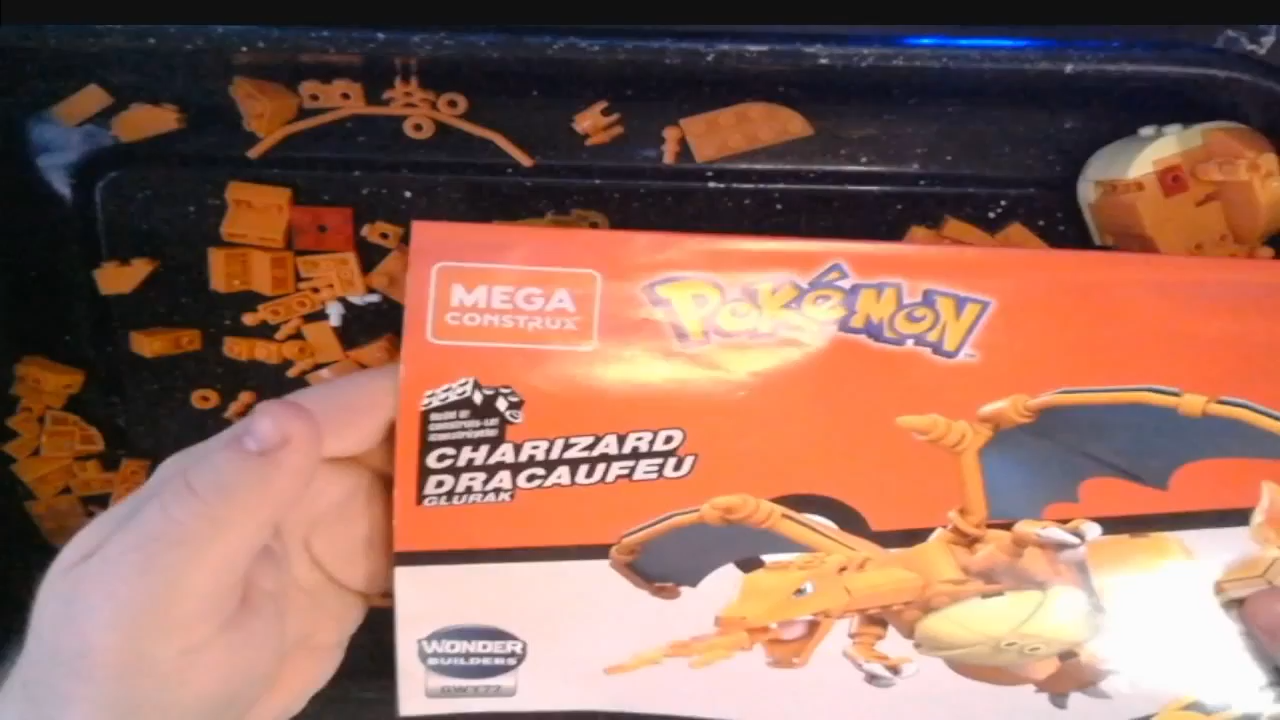 MEGA
CONSTRUX
POKÉMON
CHARIZARD
DRACAUFEU
GLURAK
WONDER
BUILDERS